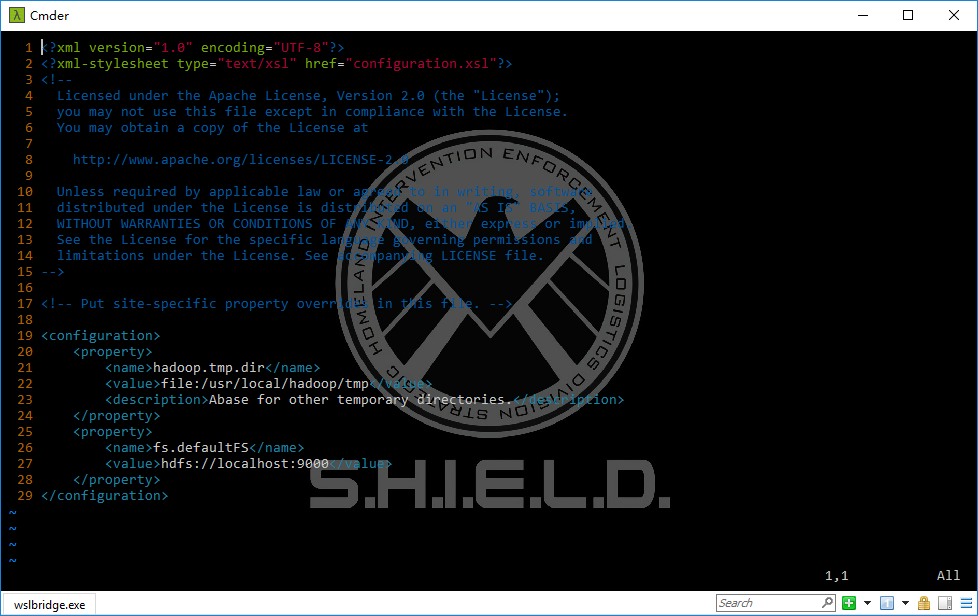 Cmder
1 <?xml version="1.0" encoding="UTF-8"?>
2 <?xml-stylesheet type="text/xsl" href="configuration.xsl"?>
3 <!--
4   Licensed under the Apache License, Version 2.0 (the "License");
5   you may not use this file except in compliance with the License.
6   You may obtain a copy of the License at
7
8     http://www.apache.org/licenses/LICENSE-2.0
9
10   Unless required by applicable law or agreed to in writing, software
11   distributed under the License is distributed on an "AS IS" BASIS,
12   WITHOUT WARRANTIES OR CONDITIONS OF ANY KIND, either express or implied.
13   See the License for the specific language governing permissions and
14   limitations under the License. See accompanying LICENSE file.
15 -->
16
17 <!-- Put site-specific property overrides in this file. -->
18
19 <configuration>
20     <property>
21         <name>hadoop.tmp.dir</name>
22         <value>file:/usr/local/hadoop/tmp</value>
23         <description>Abase for other temporary directories.</description>
24     </property>
25     <property>
26         <name>fs.defaultFS</name>
27         <value>hdfs://localhost:9000</value>
28     </property>
29 </configuration>
~
~
~
~
STRATEGIC HOMELAND INTERVENTION ENFORCEMENT LOGISTICS DIVISION
S.H.I.E.L.D.
1,1 All
wslbridge.exe
Search